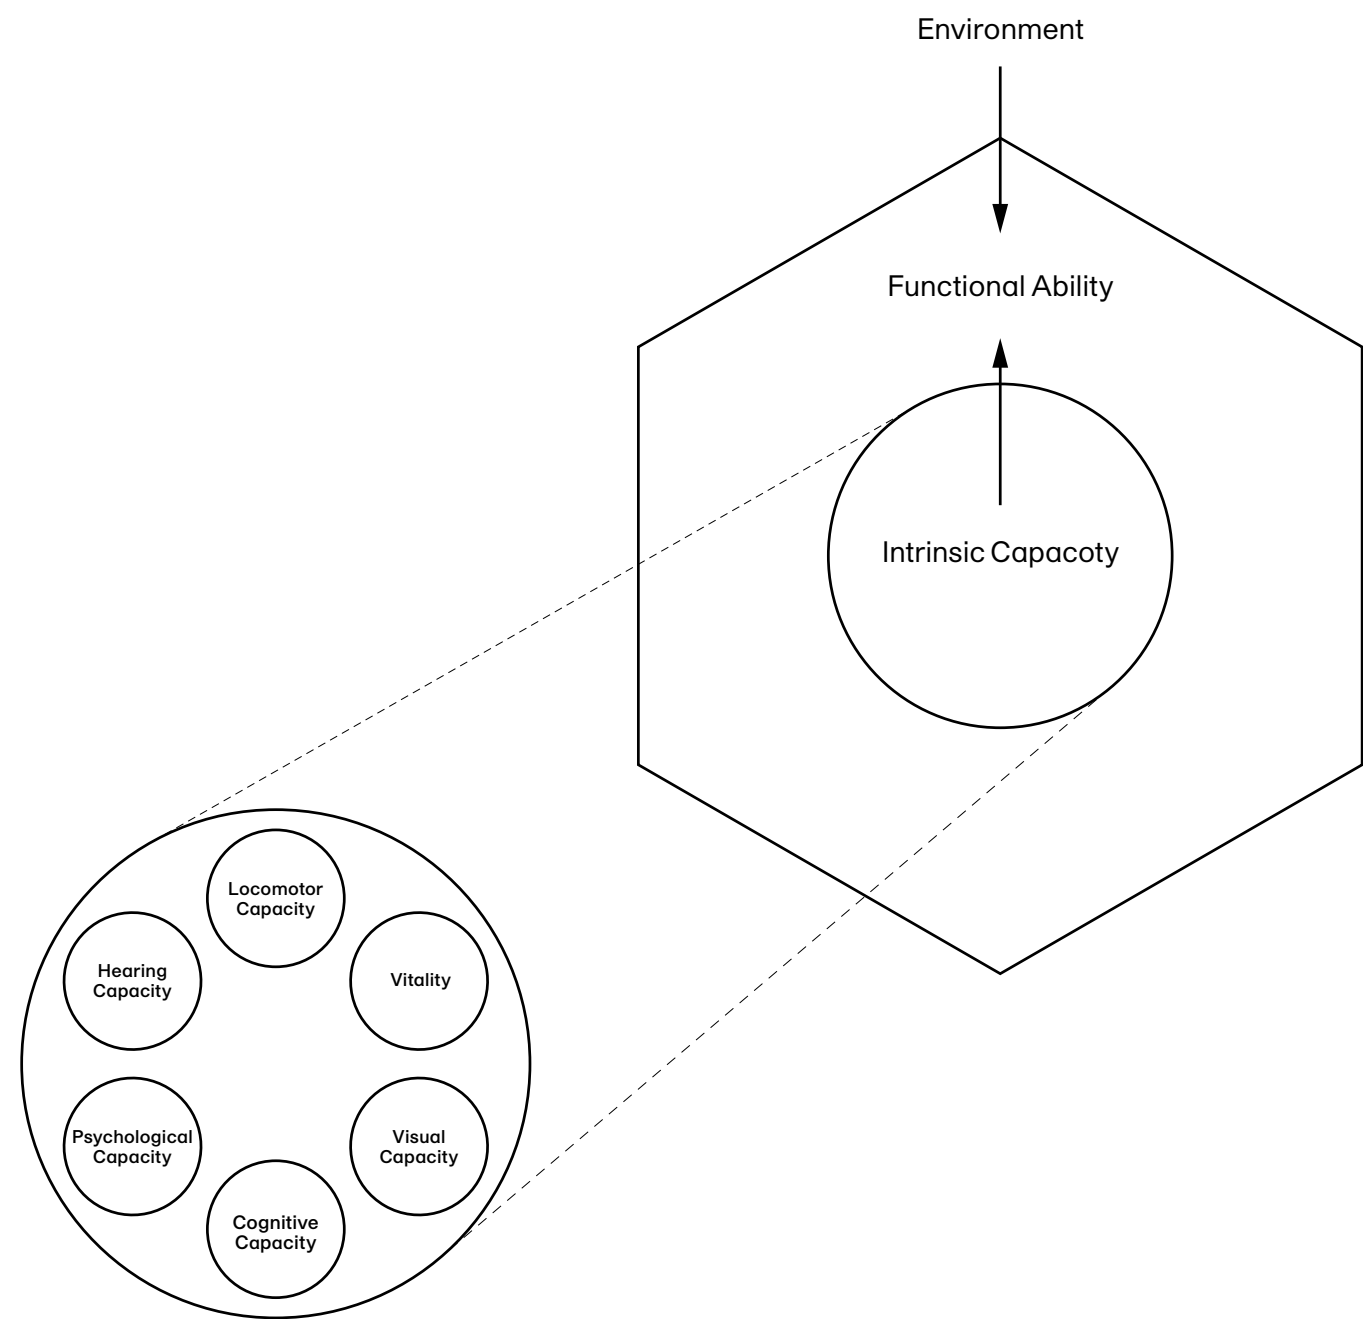 Environment
Functional Ability
Intrinsic Capacoty
Locomotor
Capacity
Hearing
Capacity
Vitality
Psychological
Capacity
Visual
Capacity
Cognitive
Capacity